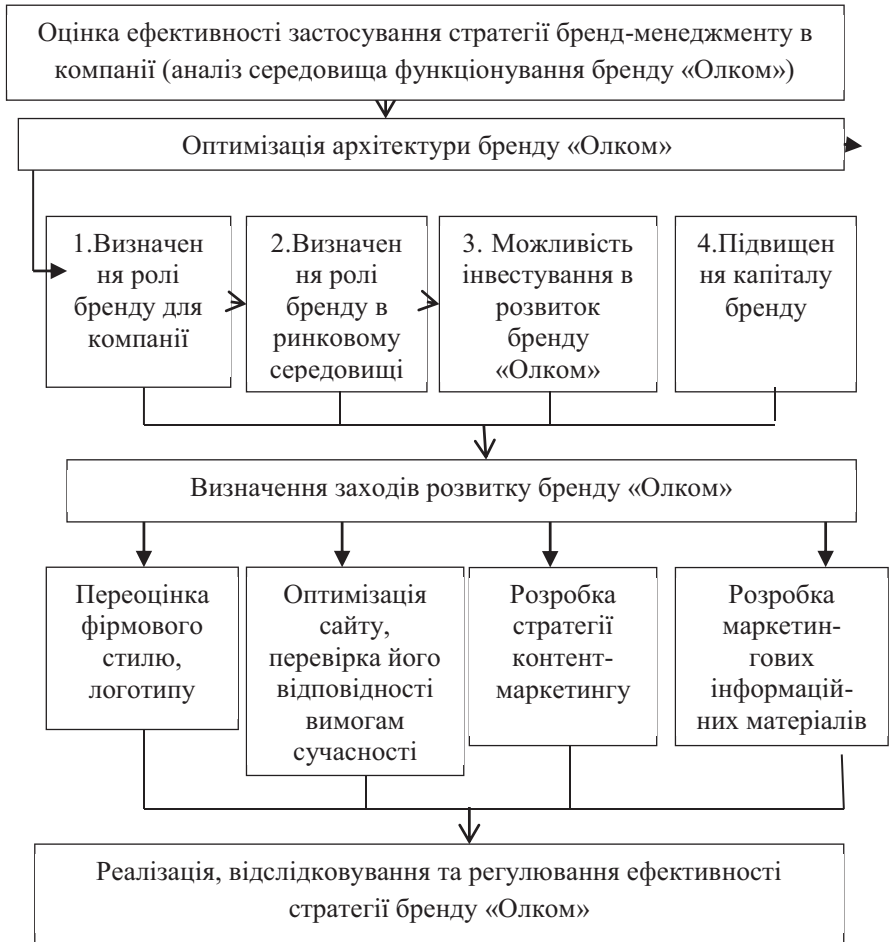 Оцінка ефективності застосування стратегії бренд-менеджменту в
компанії (аналіз середовища функціонування бренду «Олком»)
Оптимізація архітектури бренду «Олком»
1.Визначен
ня ролі
бренду для
компанії
2.Визначен
ня ролі
бренду в
ринковому
середовищі
3. Можливість
інвестування в
розвиток
бренду
«Олком»
4.Підвищен
ня капіталу
бренду
Визначення заходів розвитку бренду «Олком»
Переоцінка
фірмового
стилю,
логотипу
Оптимізація
сайту,
перевірка його
відповідності
вимогам
сучасності
Розробка
стратегії
контент-
маркетингу
Розробка
маркетин-
гових
інформацій-
них матеріалів
Реалізація, відслідковування та регулювання ефективності
стратегії бренду «Олком»